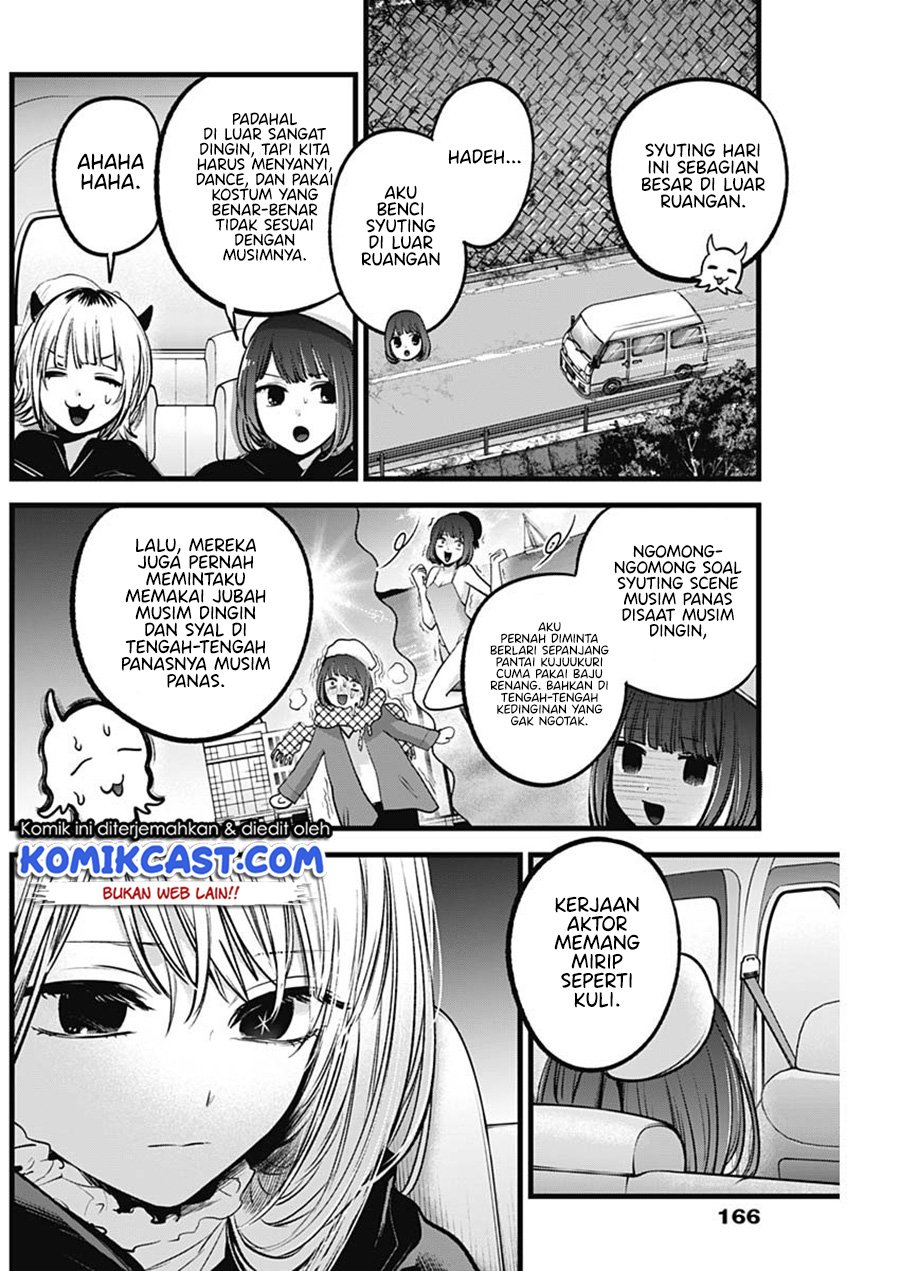 SYUTING HARI
INI SEBAGIAN
BESAR DI LUAR
RUANGAN.
HADEH...
AKU
BENCI
SYUTING
DI LUAR
RUANGAN
PADAHAL
DI LUAR SANGAT
DINGIN, TAPI KITA
HARUS MENYANYI,
DANCE, DAN PAKAI
KOSTUM YANG
BENAR-BENAR
TIDAK SESUAI
DENGAN
MUSIMNYA.
AHAHA
HAHA.
NGOMONG-
NGOMONG SOAL
SYUTING SCENE
MUSIM PANAS
DISAAT MUSIM
DINGIN,
AKU
PERNAH DIMINTA
BERLARI SEPANJANG
PANTAI KUJUUKURI
CUMA PAKAI BAJU
RENANG. BAHKAN DI
TENGAH-TENGAH
KEDINGINAN YANG
GAK NGOTAK.
LALU, MEREKA
JUGA PERNAH
MEMINTAKU
MEMAKAI JUBAH
MUSIM DINGIN
DAN SYAL DI
TENGAH-TENGAH
PANASNYA MUSIM
PANAS.
Komik ini diterjemahkan & diedit oleh
KOMIKCAST.COM
BUKAN WEB LAIN!!
KERJAAN
AKTOR
MEMANG
MIRIP
SEPERTI
KULI.
166